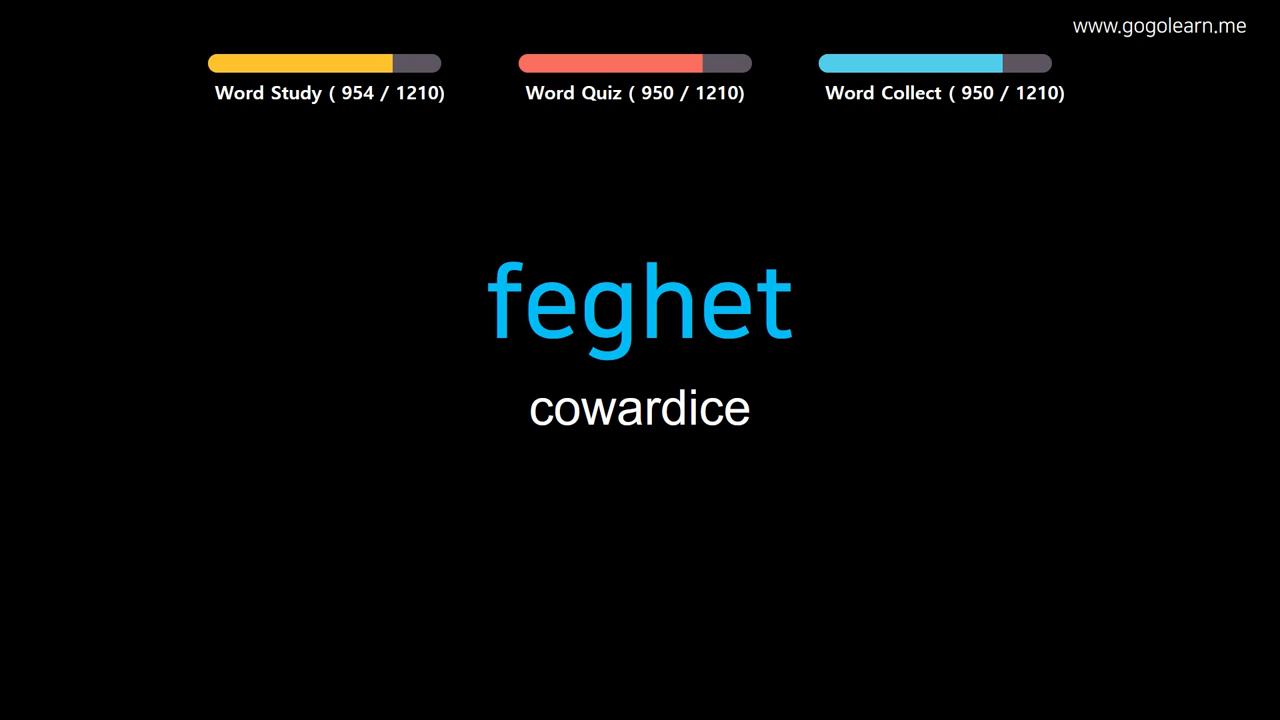 www.gogolearn.me
Word Study ( 954 / 1210)
Word Quiz ( 950 / 1210)
Word Collect ( 950 / 1210)
feghet
cowardice